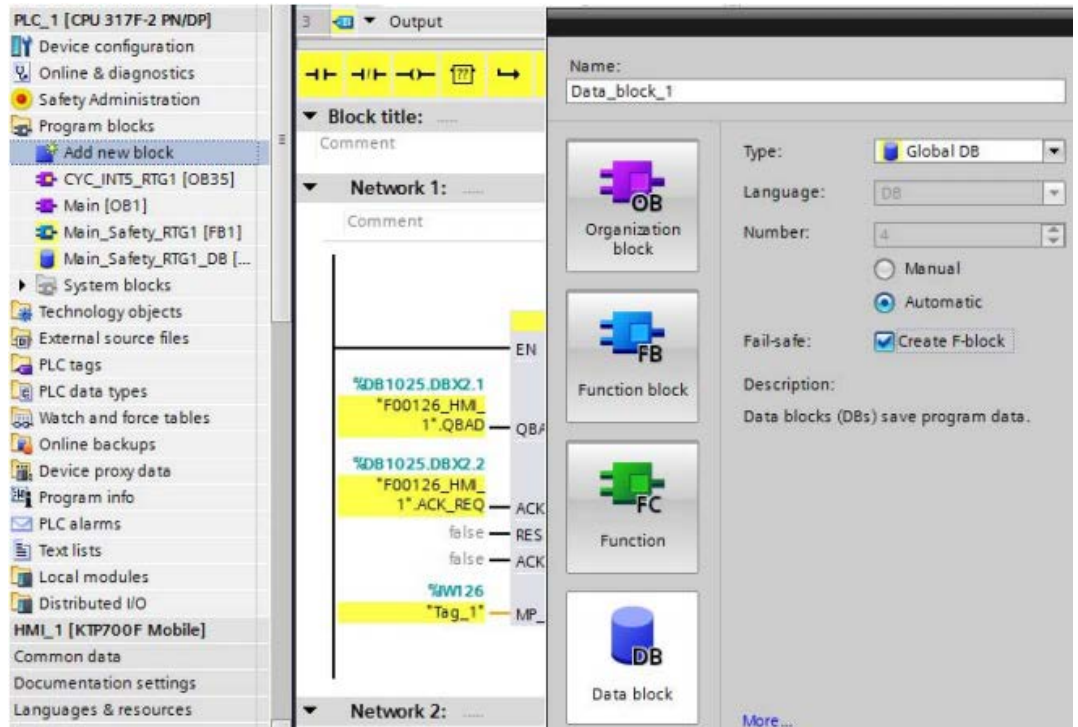 PLC_1 [CPU 317F-2 PN/DP]
Device configuration
Online & diagnostics
Safety Administration
Program blocks
Add new block
CYC_INT5_RTG1 [OB35]
Main [OB1]
Main_Safety_RTG1 [FB1]
Main_Safety_RTG1_DB [...
System blocks
Technology objects
External source files
PLC tags
PLC data types
Watch and force tables
Online backups
Device proxy data
Program info
PLC alarms
Text lists
Local modules
Distributed I/O
HMI_1 [KTP700F Mobile]
Common data
Documentation settings
Languages & resources
3 Output
??
Block title: .....
Comment
Network 1: .....
Comment
EN
%DB1025.DBX2.1
"F00126_HMI_
1".QBAD
QBA
%DB1025.DBX2.2
"F00126_HMI_
1".ACK_REQ
ACK
false
RES
false
ACK
%IW126
"Tag_1"
MP_
Network 2: .....
Name:
Data_block_1
OB
Organization
block
FB
Function block
FC
Function
DB
Data block
Type: Global DB
Language: DB
Number: 4
Manual
Automatic
Fail-safe: Create F-block
Description:
Data blocks (DBs) save program data.
More...